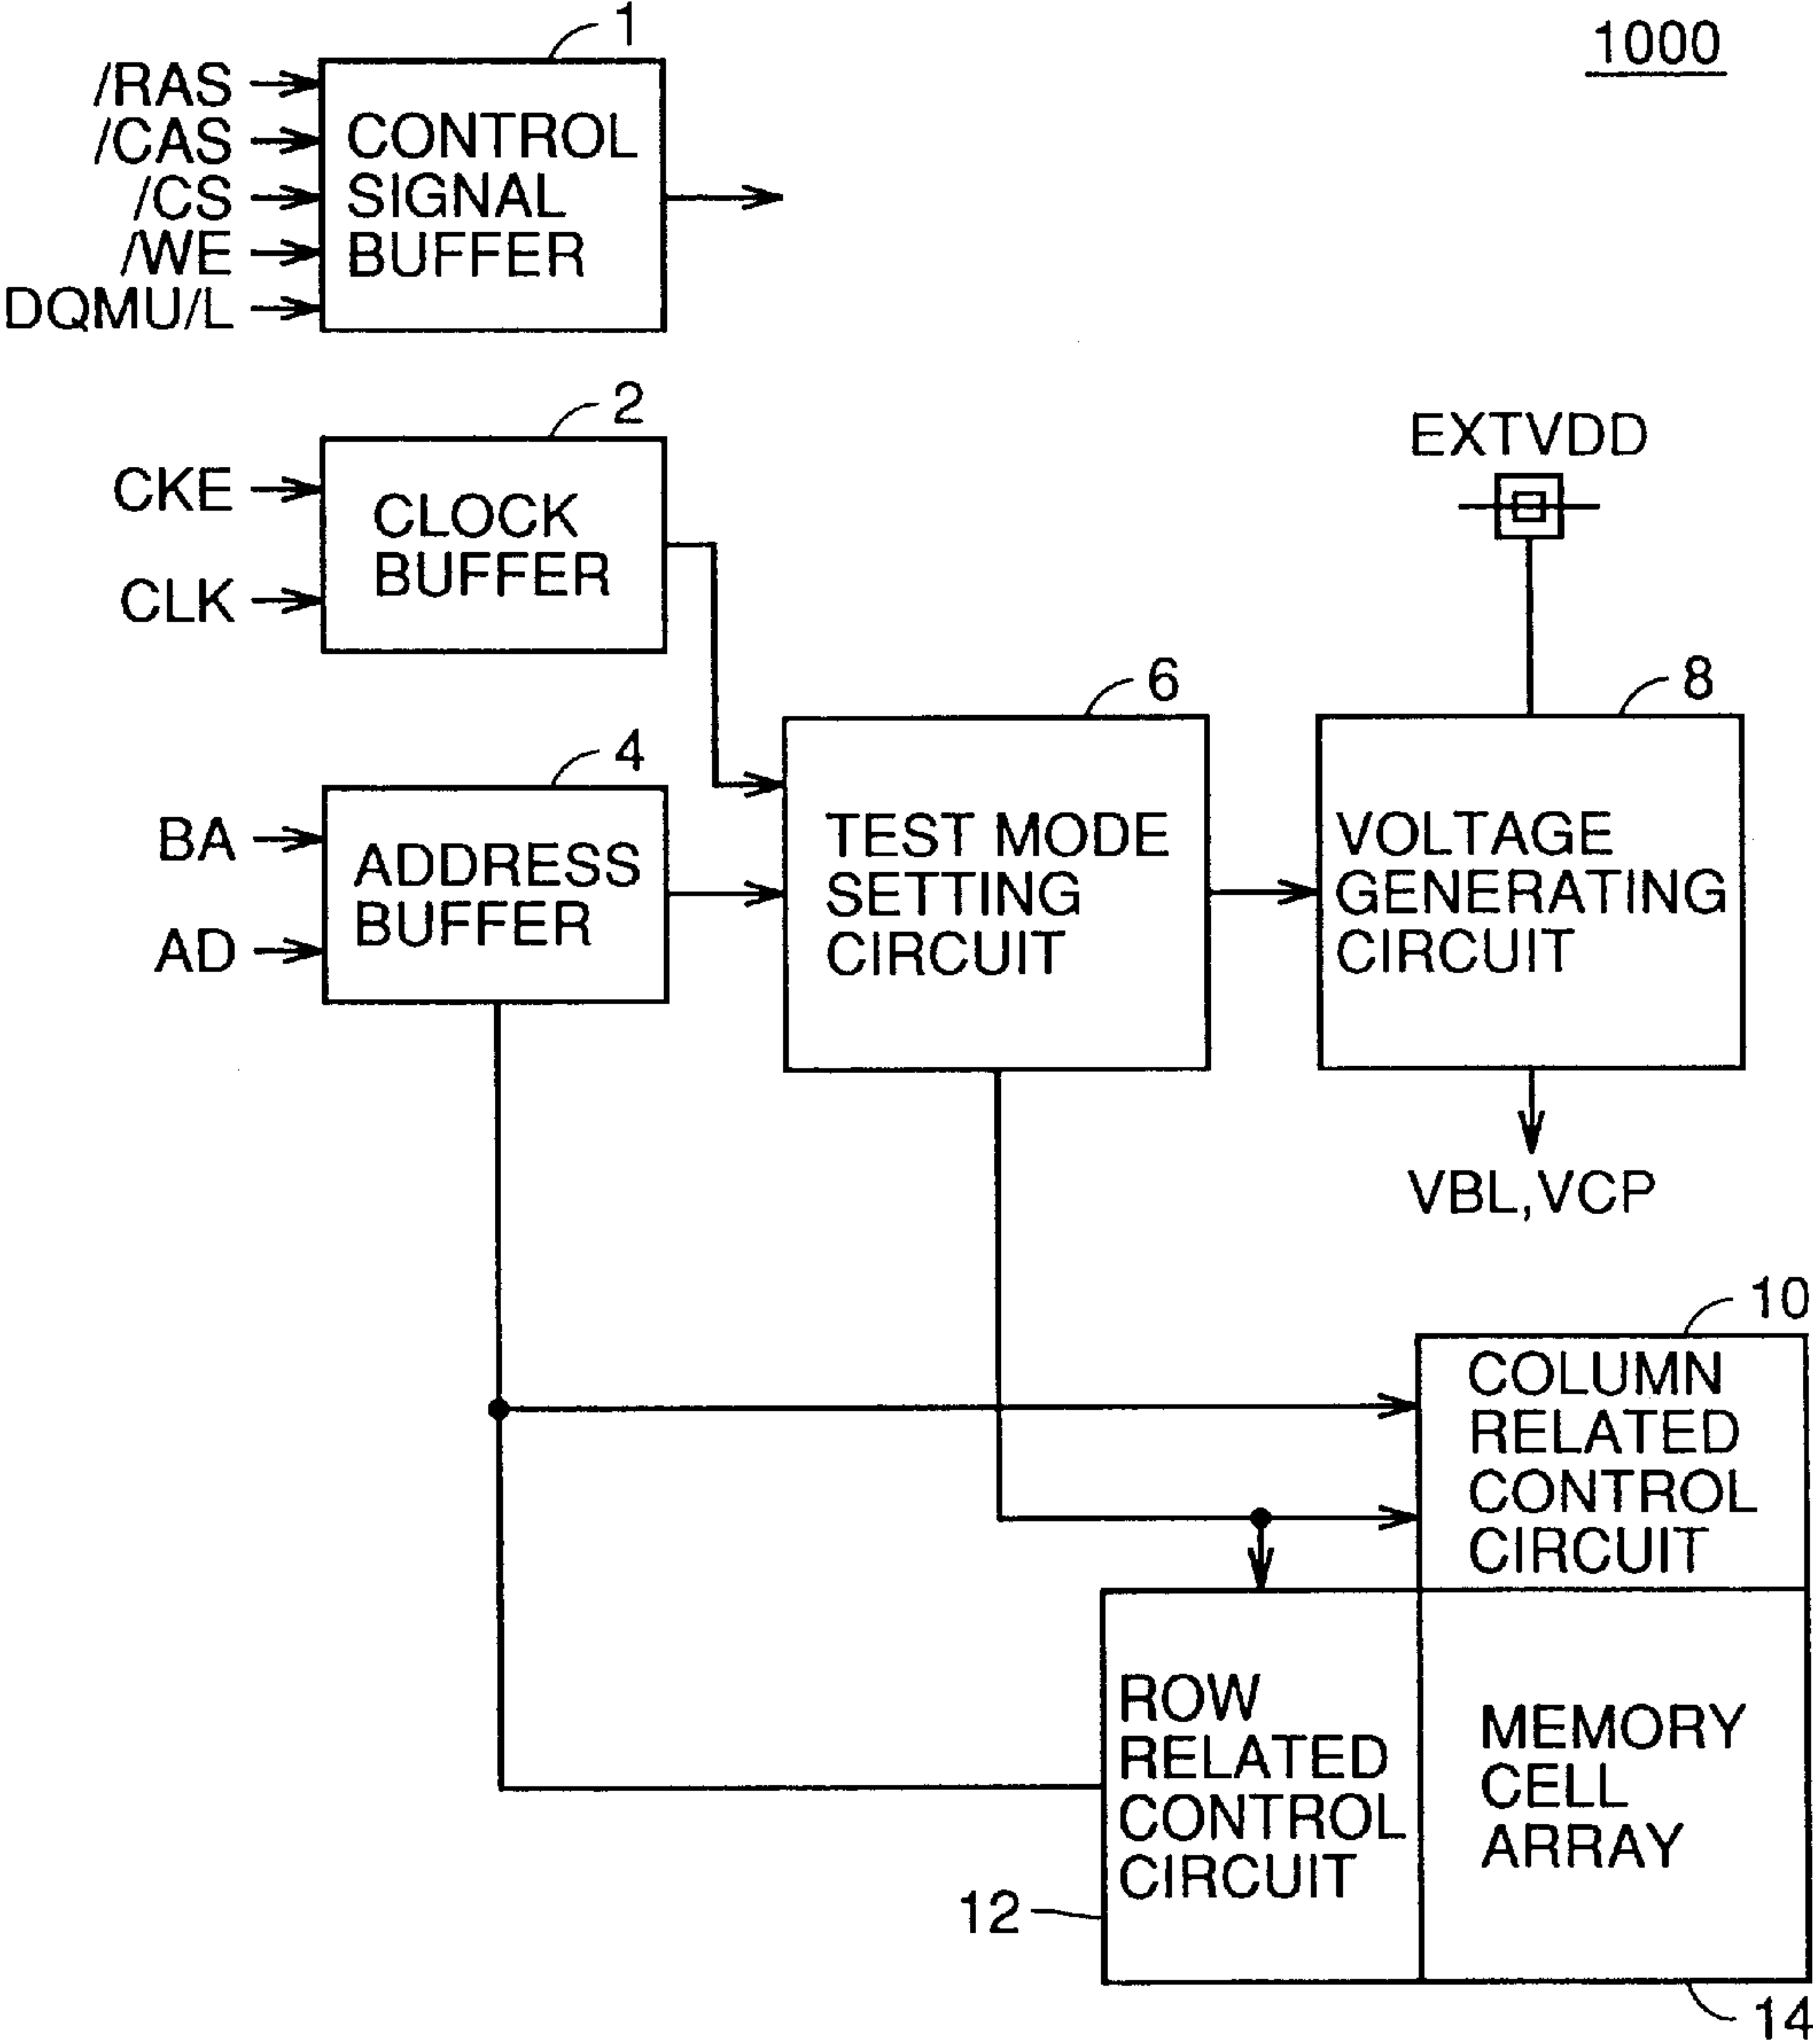 1000
1
/RAS
/CAS
/CS
/WE
DQMU/L
CONTROL
SIGNAL
BUFFER
2
CKE
CLK
CLOCK
BUFFER
EXTVDD
4
BA
AD
ADDRESS
BUFFER
6
TEST MODE
SETTING
CIRCUIT
8
VOLTAGE
GENERATING
CIRCUIT
VBL,VCP
10
COLUMN
RELATED
CONTROL
CIRCUIT
ROW
RELATED
CONTROL
CIRCUIT
12
MEMORY
CELL
ARRAY
14